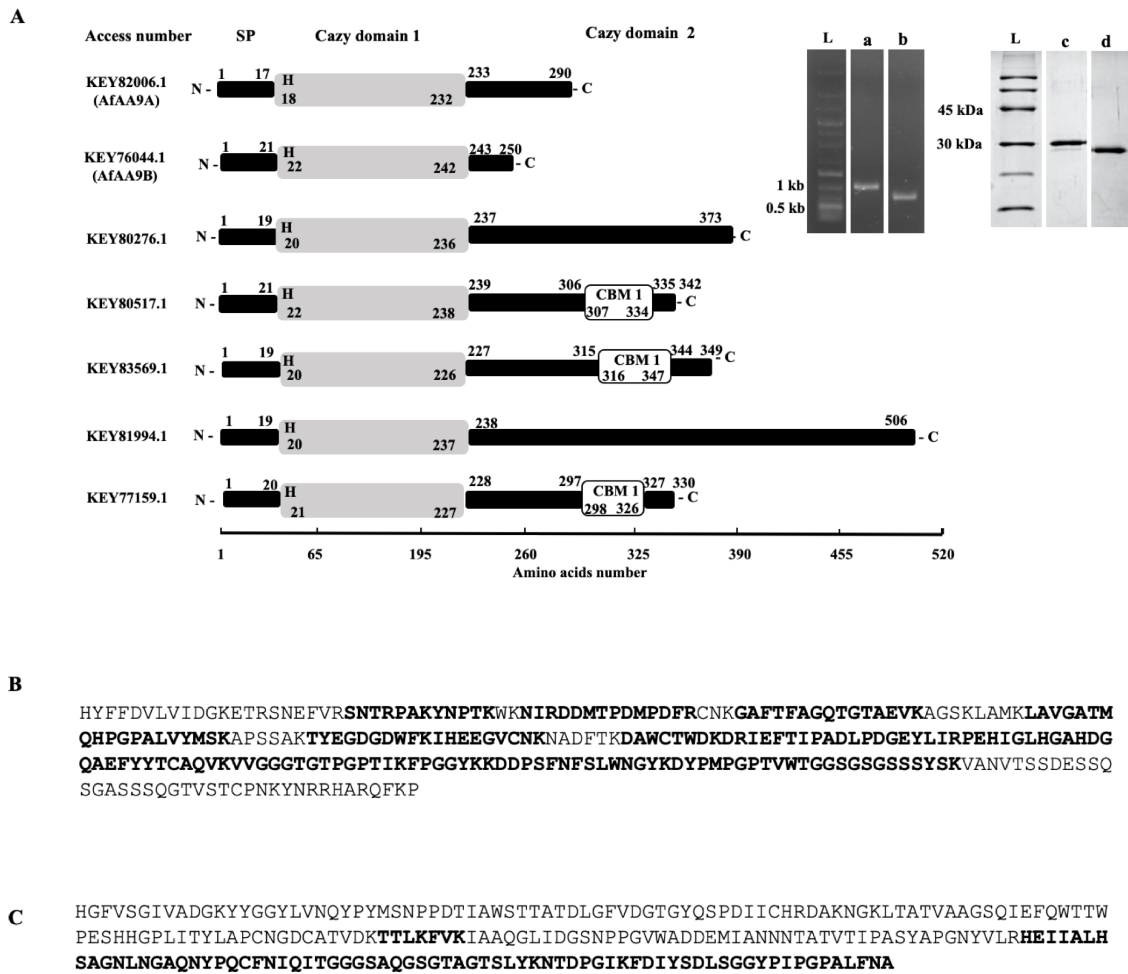 A
Access number SP Cazy domain 1 Cazy domain 2
L a b L c d
KEY82006.1
(AfAA9A)
N - 1 17 H 18 232 233 290 - C
KEY76044.1
(AfAA9B)
N - 1 21 H 22 242 243 250 - C
KEY80276.1 N - 1 19 H 20 236 237 373 - C
KEY80517.1 N - 1 21 H 22 238 239 306 CBM 1 307 334 335 342 - C
KEY83569.1 N - 1 19 H 20 226 227 315 CBM 1 316 347 344 349 - C
KEY81994.1 N - 1 19 H 20 237 238 506 - C
KEY77159.1 N - 1 20 H 21 227 228 297 CBM 1 298 326 327 330 - C
1 65 195 260 325 390 455 520
Amino acids number
1 kb
0.5 kb
45 kDa
30 kDa
B
HYFFDVLVIDGKETRSNEFVRSNTRPAKYNPTKWKNIRDDMTPDMPDFRCNKGAFTFAGQTGTAEVKAGSKLAMKLAVGATM
QHPGPALVYMSKAPSSAKTYEGDGDWFKIHEEGVCNKNADFTKDAWCTWDKDRIEFTIPADLPDGEYLIRPEHIGLHGAHDG
QAEFYYTCAQVKVVGGGTGTPGPTIKFPGGYKKDDPSFNFSLWNGYKDYPMPGPTVWTGGSGSGSSSYSKVANVTSSDESSQ
SGASSSQGTVSTCPNKYNRRHARQFKP
C
HGFVSGIVADGKYYGGYLVNQYPYMSNPPDTIAWSTTATDLGFVDGTGYQSPDIICHRDAKNGKLTATVAAGSQIEFQWTTW
PESHHGPLITYLAPCNGDCATVDKTTLKFVKIAAQGLIDGSNPPGVWADDEMIANNNTATVTIPASYAPGNYVLRHEIIALH
SAGNLNGAQNYPQCFNIQITGGGSAQGSGTAGTSLYKNTDPGIKFDIYSDLSGGYPIPGPALFNA